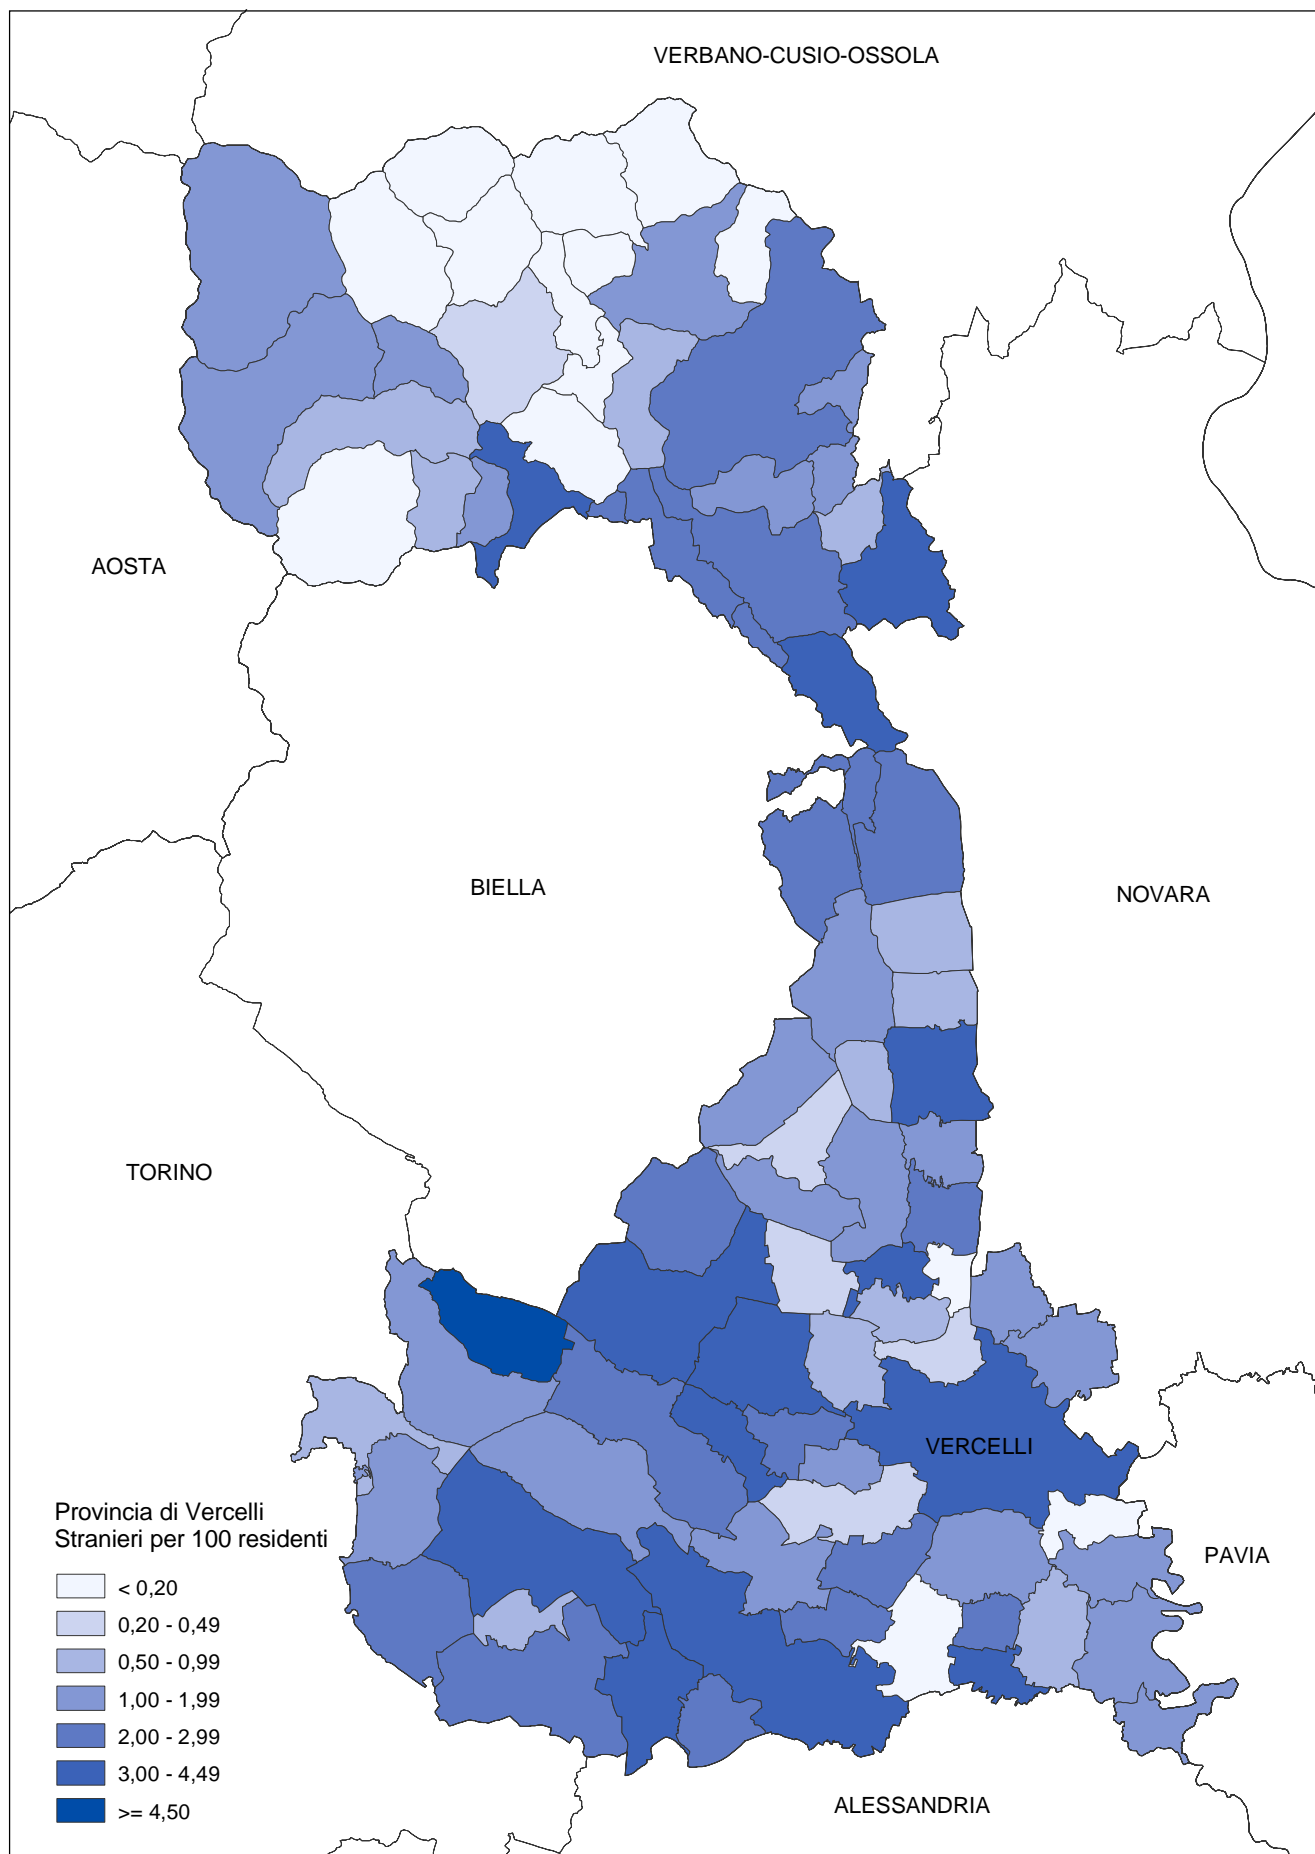 VERBANO-CUSIO-OSSOLA
AOSTA
BIELLA
NOVARA
TORINO
VERCELLI
Provincia di Vercelli
Stranieri per 100 residenti
PAVIA
< 0,20
0,20 - 0,49
0,50 - 0,99
1,00 - 1,99
2,00 - 2,99
3,00 - 4,49
>= 4,50
ALESSANDRIA